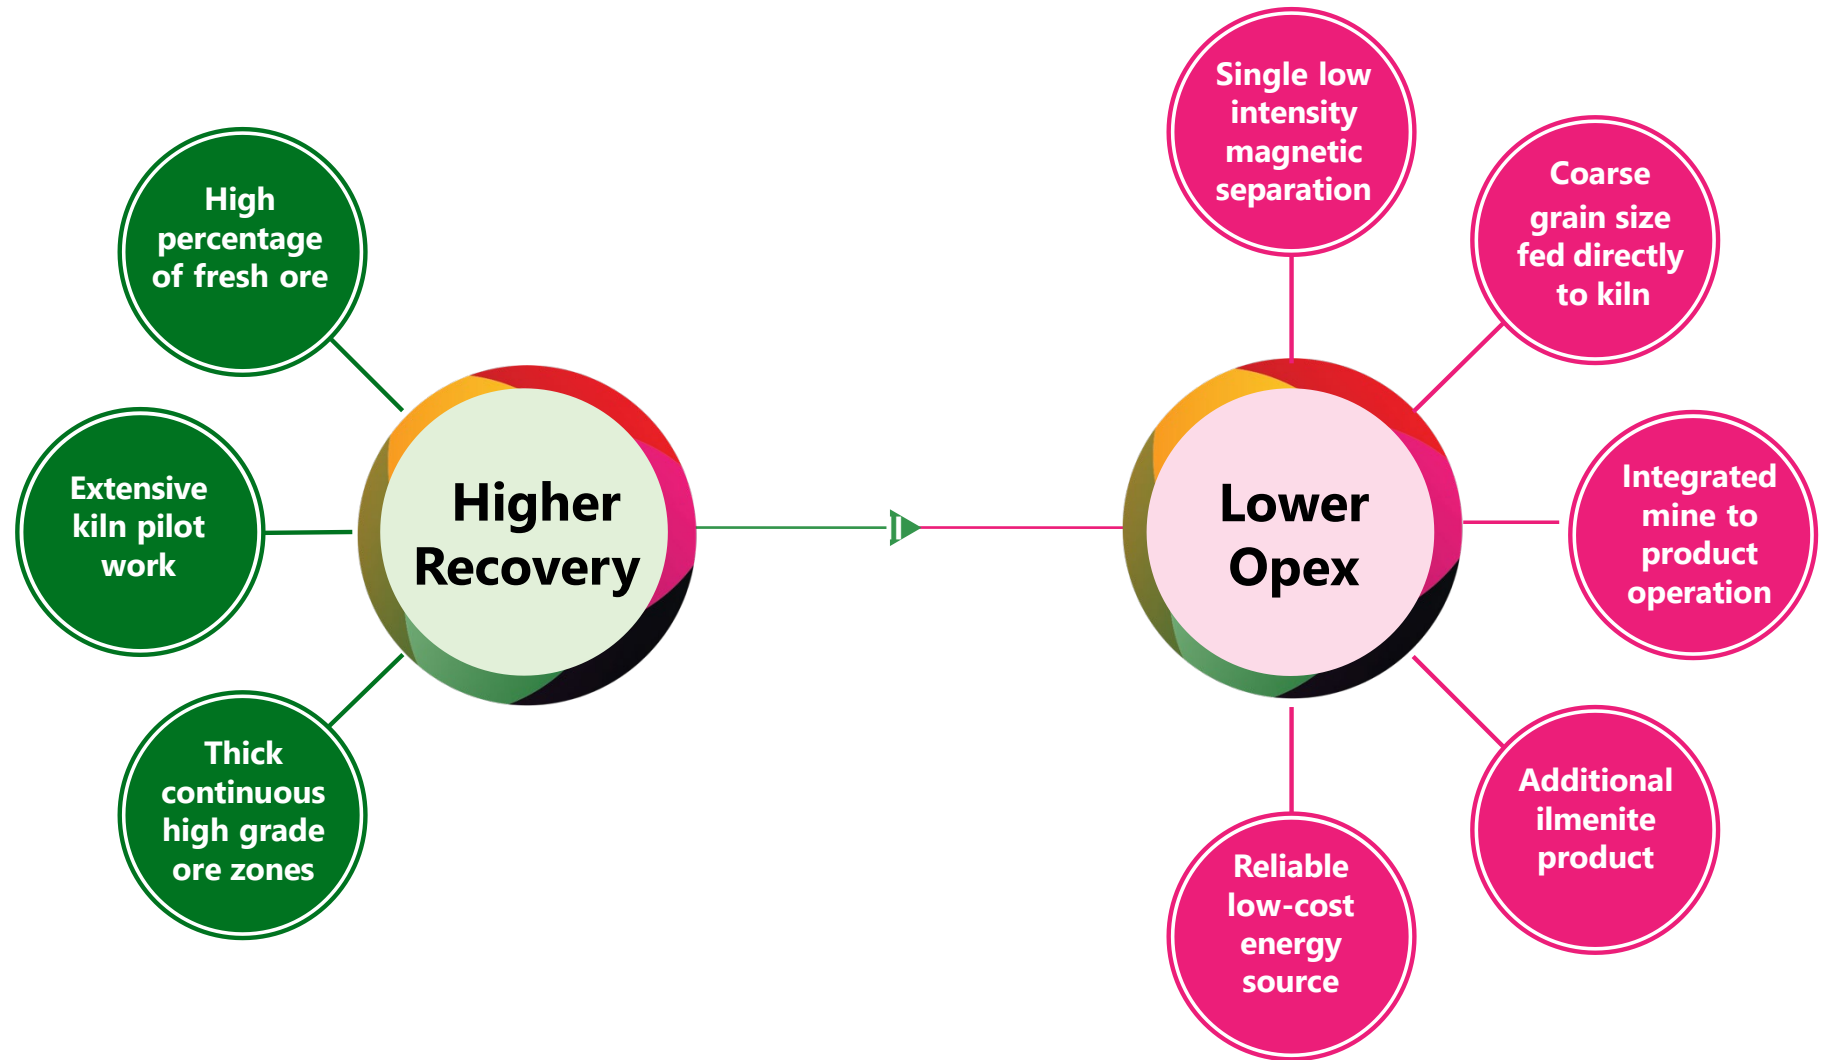 High
percentage
of fresh ore
Extensive
kiln pilot
work
Thick
continuous
high grade
ore zones
Higher
Recovery
Lower
Opex
Single low
intensity
magnetic
separation
Coarse
grain size
fed directly
to kiln
Integrated
mine to
product
operation
Additional
ilmenite
product
Reliable
low-cost
energy
source